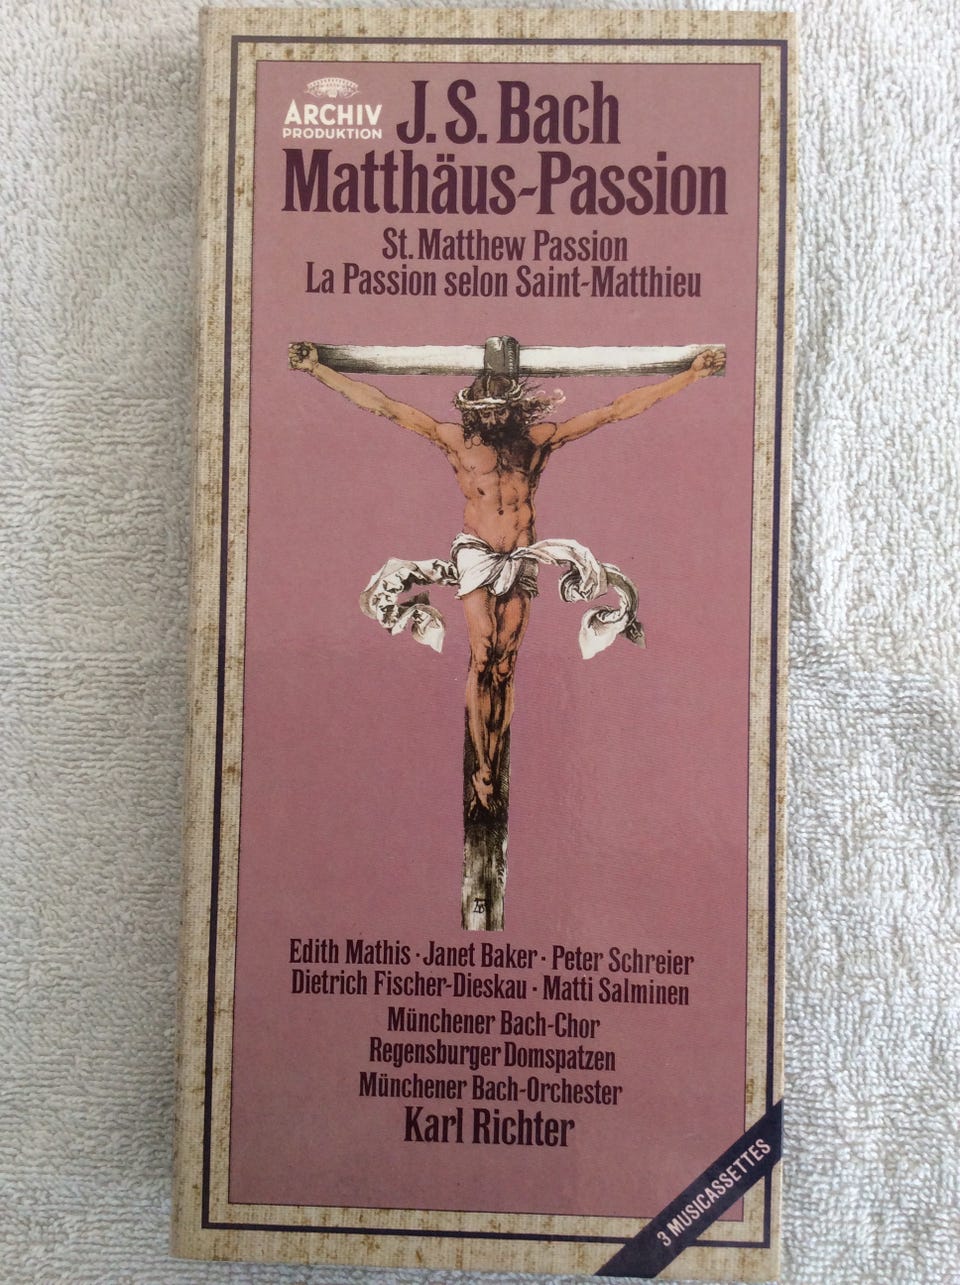 ARCHIV
PRODUKTION
J. S. Bach
Matthäus-Passion
St. Matthew Passion
La Passion selon Saint-Matthieu
Edith Mathis · Janet Baker · Peter Schreier
Dietrich Fischer-Dieskau · Matti Salminen
Münchener Bach-Chor
Regensburger Domspatzen
Münchener Bach-Orchester
Karl Richter
3 MUSICASSETTES